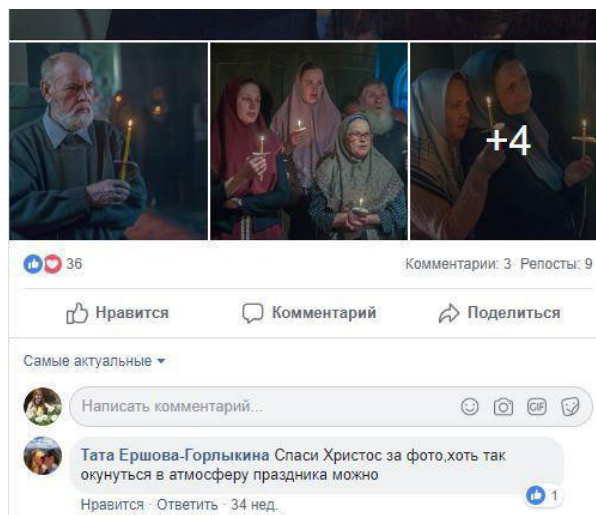 +4
36
Комментарии: 3 Репосты: 9
Нравится Комментарий Поделиться
Самые актуальные
Написать комментарий...
GIF
Тата Ершова-Горлыкина Спаси Христос за фото,хоть так
окунуться в атмосферу праздника можно
1
Нравится · Ответить · 34 нед.